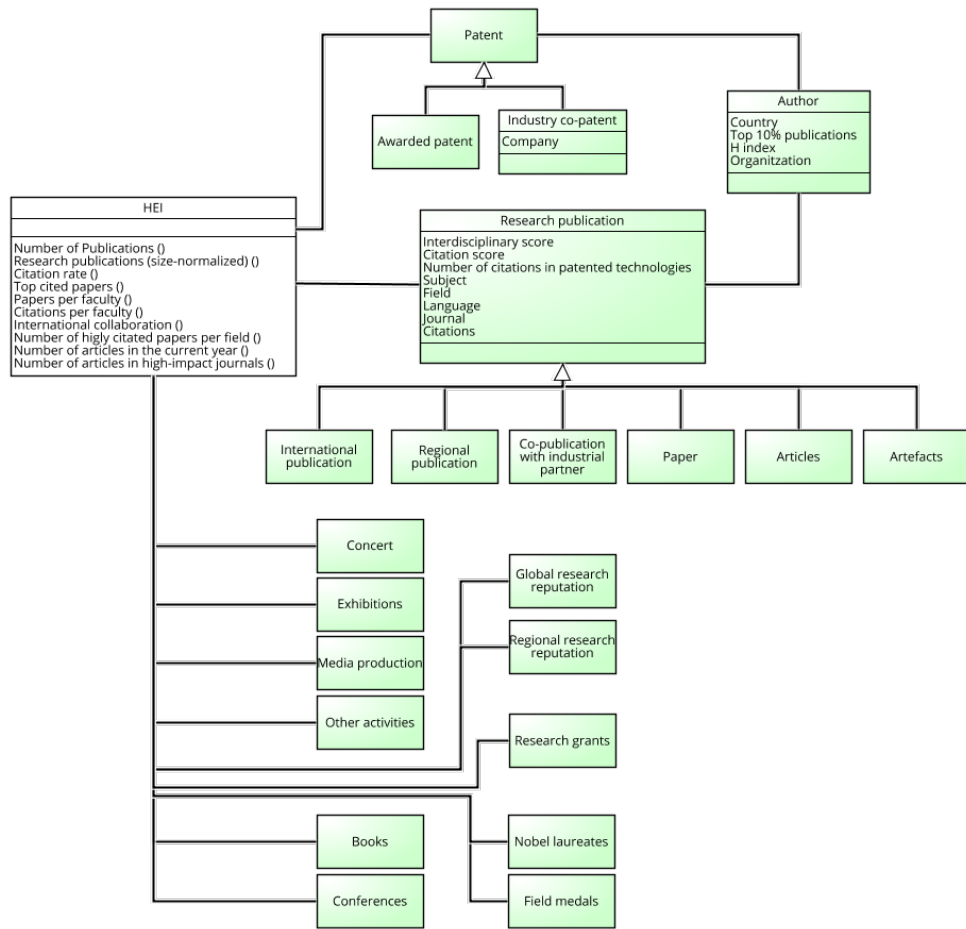 Patent
Awarded patent
Industry co-patent
Company
Author
Country
Top 10% publications
H index
Organitzation
HEI
Number of Publications ()
Research publications (size-normalized) ()
Citation rate ()
Top cited papers ()
Papers per faculty ()
Citations per faculty ()
International collaboration ()
Number of higly citated papers per field ()
Number of articles in the current year ()
Number of articles in high-impact journals ()
Research publication
Interdisciplinary score
Citation score
Number of citations in patented technologies
Subject
Field
Language
Journal
Citations
International
publication
Regional
publication
Co-publication
with industrial
partner
Paper
Articles
Artefacts
Concert
Exhibitions
Media production
Other activities
Global research
reputation
Regional research
reputation
Research grants
Books
Conferences
Nobel laureates
Field medals